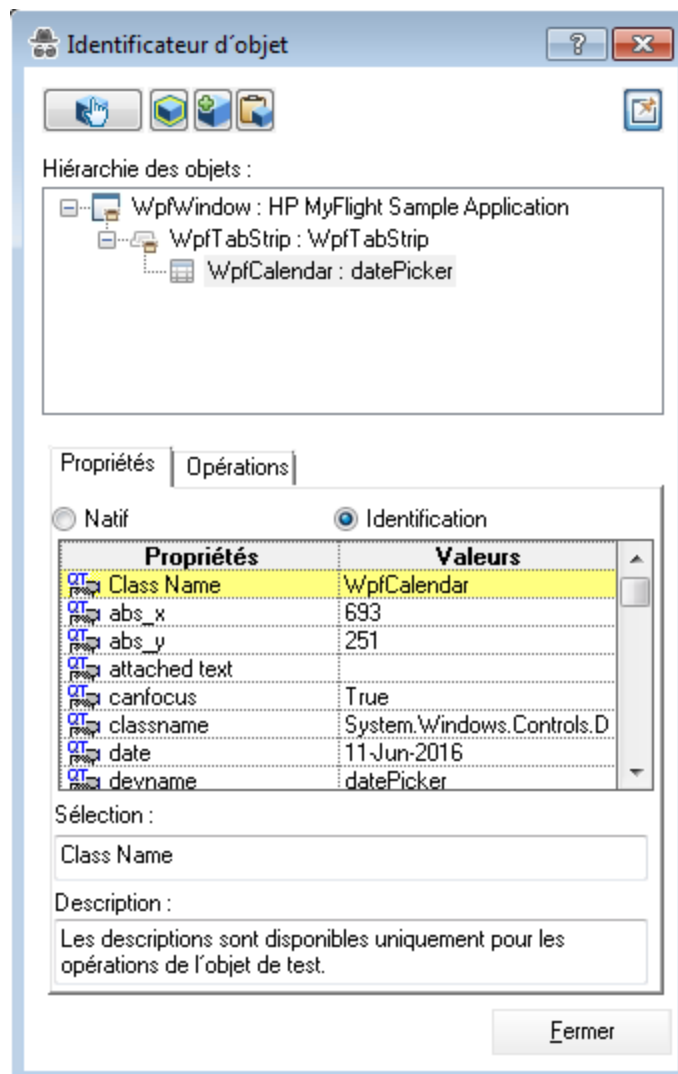 Identificateur d´objet
Hiérarchie des objets :
WpfWindow : HP MyFlight Sample Application
WpfTabStrip : WpfTabStrip
WpfCalendar : datePicker
Propriétés Opérations
Natif Identification
Propriétés Valeurs
Class Name WpfCalendar
abs_x 693
abs_y 251
attached text
canfocus True
classname System.Windows.Controls.D
date 11-Jun-2016
devname datePicker
Sélection :
Class Name
Description :
Les descriptions sont disponibles uniquement pour les
opérations de l´objet de test.
Fermer